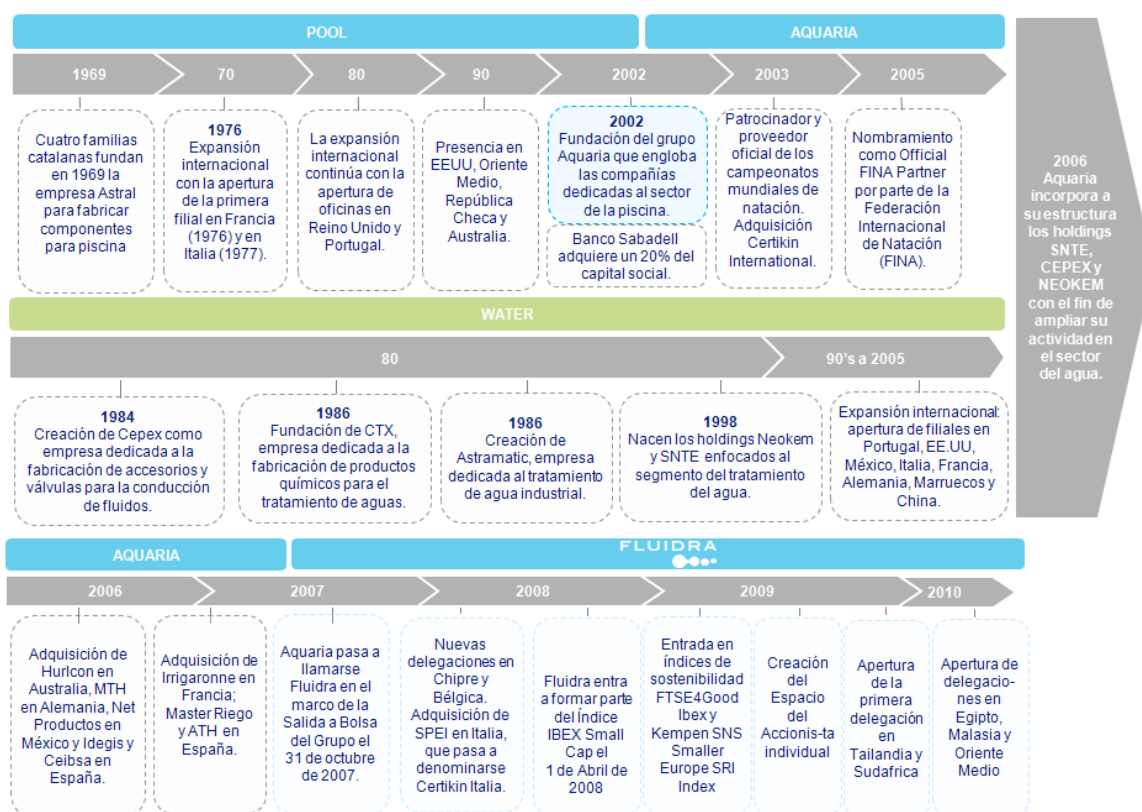 POOL
AQUARIA
1969
70
80
90
2002
2003
2005
Cuatro familias
catalanas fundan
en 1969 la
empresa Astral
para fabricar
componentes
para piscina
1976
Expansión
internacional
con la apertura
de la primera
filial en Francia
(1976) y en
Italia (1977).
La expansión
internacional
continúa con la
apertura de
oficinas en
Reino Unido y
Portugal.
Presencia en
EEUU, Oriente
Medio,
República
Checa y
Australia.
2002
Fundación del grupo
Aquaria que engloba
las compañías
dedicadas al sector
de la piscina.
Banco Sabadell
adquiere un 20% del
capital social.
Patrocinador y
proveedor
oficial de los
campeonatos
mundiales de
natación.
Adquisición
Certikin
International.
Nombramiento
como Official
FINA Partner
por parte de la
Federación
Internacional
de Natación
(FINA).
2006
Aquaria
incorpora a
su estructura
los holdings
SNTE,
CEPEX y
NEOKEM
con el fin de
ampliar su
actividad en
el sector
del agua.
WATER
80
90's a 2005
1984
Creación de Cepex como
empresa dedicada a la
fabricación de accesorios y
válvulas para la conducción
de fluidos.
1986
Fundación de CTX,
empresa dedicada a la
fabricación de productos
químicos para el
tratamiento de aguas.
1986
Creación de
Astramatic, empresa
dedicada al tratamiento
de agua industrial.
1998
Nacen los holdings Neokem
y SNTE enfocados al
segmento del tratamiento
del agua.
Expansión internacional:
apertura de filiales en
Portugal, EE.UU,
México, Italia, Francia,
Alemania, Marruecos y
China.
AQUARIA
FLUIDRA
2006
2007
2008
2009
2010
Adquisición de
Hurlcon en
Australia, MTH
en Alemania, Net
Productos en
México y Idegis y
Ceibsa en
España.
Adquisición de
Irrigaronne en
Francia;
Master Riego
y ATH en
España.
Aquaria pasa a
llamarse
Fluidra en el
marco de la
Salida a Bolsa
del Grupo el
31 de octubre
de 2007.
Nuevas
delegaciones en
Chipre y
Bélgica.
Adquisición de
SPEI en Italia,
que pasa a
denominarse
Certikin Italia.
Fluidra entra
a formar parte
del Índice
IBEX Small
Cap el
1 de Abril de
2008
Entrada en
índices de
sostenibilidad
FTSE4Good
Ibex y
Kempen SNS
Smaller
Europe SRI
Index
Creación
del
Espacio
del
Accionis-ta
individual
Apertura
de la
primera
delegación
en
Tailandia y
Sudafrica
Apertura de
delegacio-
nes en
Egipto,
Malasia y
Oriente
Medio